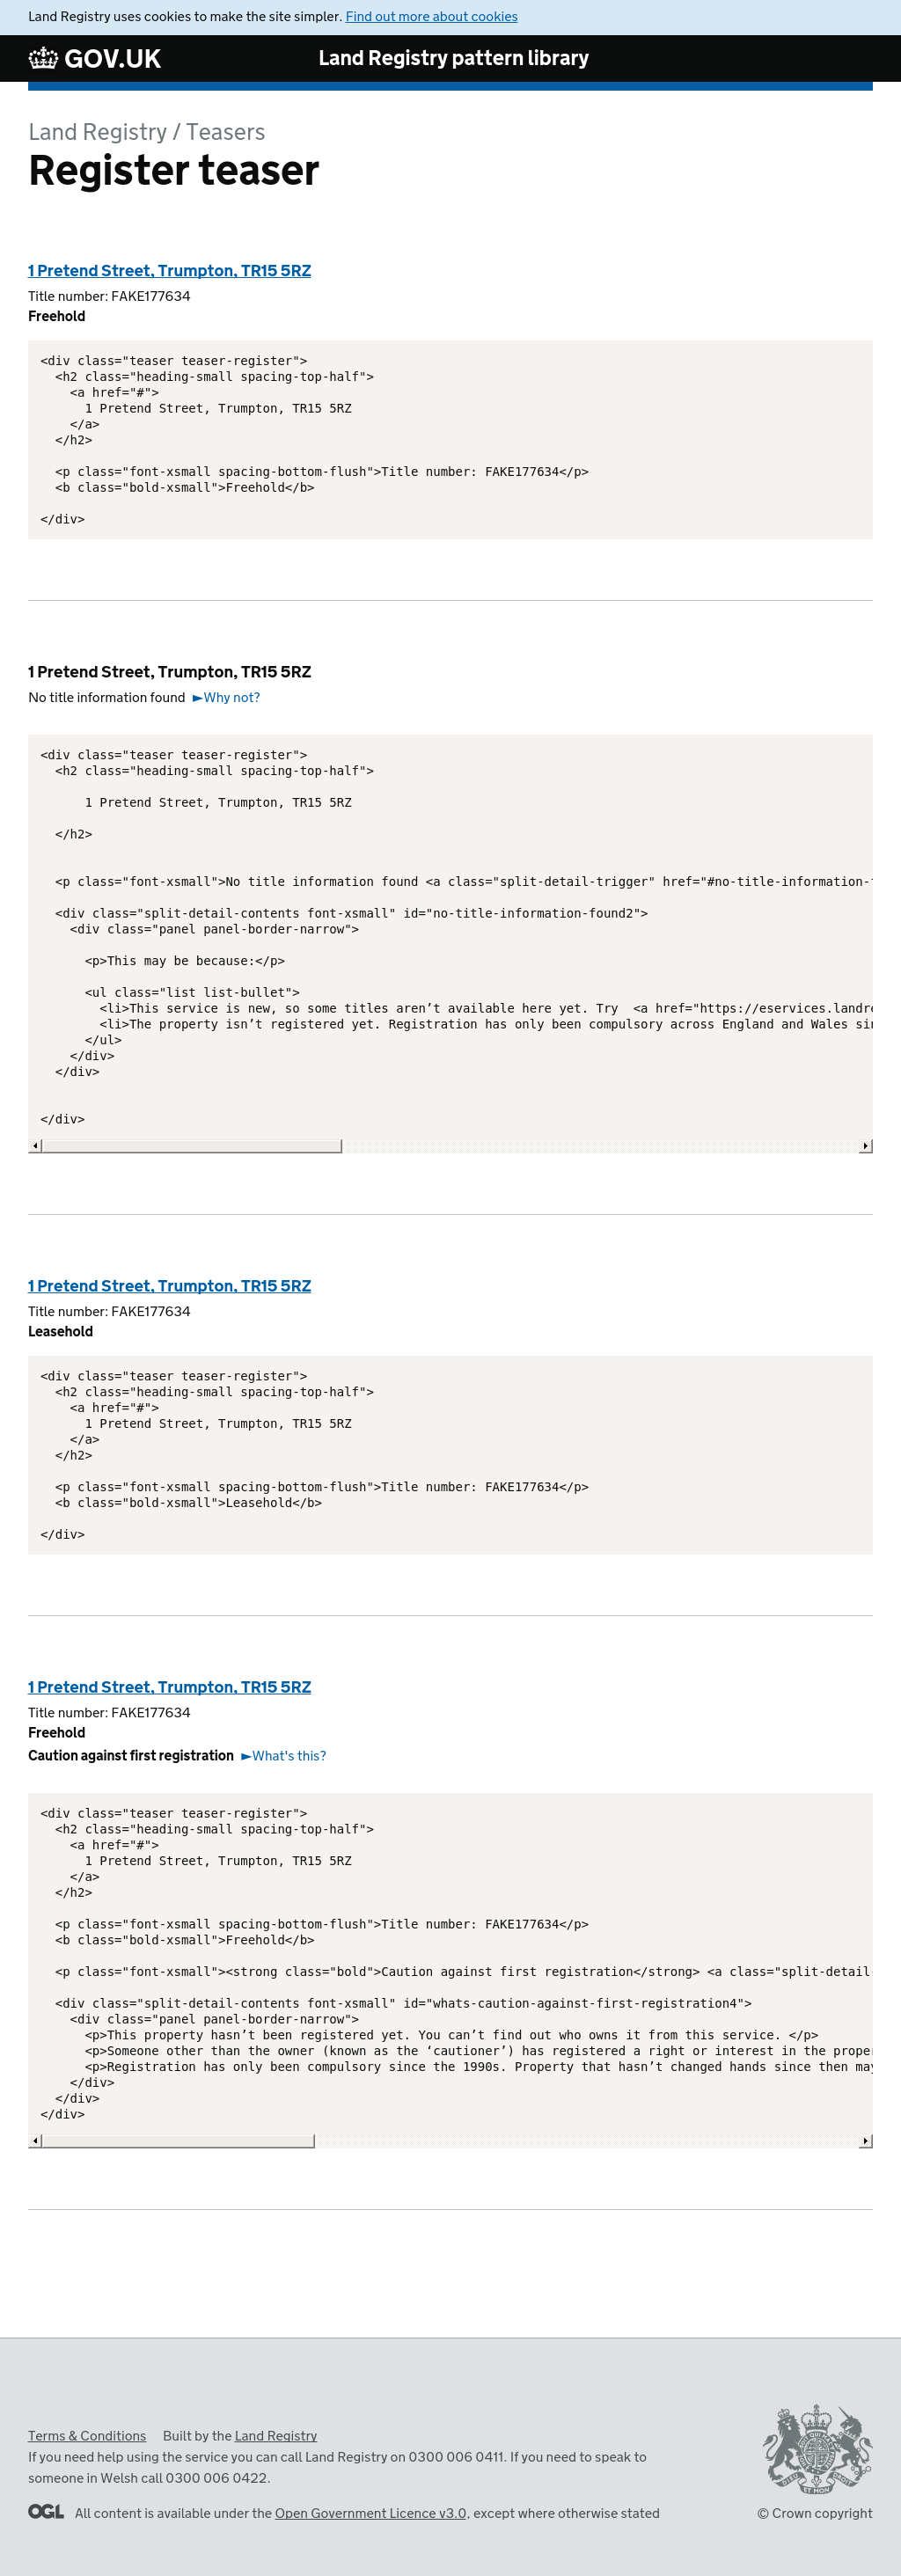 Land Registry uses cookies to make the site simpler. Find out more about cookies
GOV.UK
Land Registry pattern library
Land Registry / Teasers
Register teaser
1 Pretend Street, Trumpton, TR15 5RZ
Title number: FAKE177634
Freehold
<div class="teaser teaser-register">
  <h2 class="heading-small spacing-top-half">
    <a href="#">
      1 Pretend Street, Trumpton, TR15 5RZ
    </a>
  </h2>
  <p class="font-xsmall spacing-bottom-flush">Title number: FAKE177634</p>
  <b class="bold-xsmall">Freehold</b>
</div>
1 Pretend Street, Trumpton, TR15 5RZ
No title information found ►Why not?
<div class="teaser teaser-register">
  <h2 class="heading-small spacing-top-half">
      1 Pretend Street, Trumpton, TR15 5RZ
  </h2>
  <p class="font-xsmall">No title information found <a class="split-detail-trigger" href="#no-title-information-
  <div class="split-detail-contents font-xsmall" id="no-title-information-found2">
    <div class="panel panel-border-narrow">
      <p>This may be because:</p>
      <ul class="list list-bullet">
        <li>This service is new, so some titles aren’t available here yet. Try  <a href="https://eservices.landre
        <li>The property isn’t registered yet. Registration has only been compulsory across England and Wales sin
      </ul>
    </div>
  </div>
</div>
1 Pretend Street, Trumpton, TR15 5RZ
Title number: FAKE177634
Leasehold
<div class="teaser teaser-register">
  <h2 class="heading-small spacing-top-half">
    <a href="#">
      1 Pretend Street, Trumpton, TR15 5RZ
    </a>
  </h2>
  <p class="font-xsmall spacing-bottom-flush">Title number: FAKE177634</p>
  <b class="bold-xsmall">Leasehold</b>
</div>
1 Pretend Street, Trumpton, TR15 5RZ
Title number: FAKE177634
Freehold
Caution against first registration ►What's this?
<div class="teaser teaser-register">
  <h2 class="heading-small spacing-top-half">
    <a href="#">
      1 Pretend Street, Trumpton, TR15 5RZ
    </a>
  </h2>
  <p class="font-xsmall spacing-bottom-flush">Title number: FAKE177634</p>
  <b class="bold-xsmall">Freehold</b>
  <p class="font-xsmall"><strong class="bold">Caution against first registration</strong> <a class="split-detail-
  <div class="split-detail-contents font-xsmall" id="whats-caution-against-first-registration4">
    <div class="panel panel-border-narrow">
      <p>This property hasn’t been registered yet. You can’t find out who owns it from this service. </p>
      <p>Someone other than the owner (known as the ‘cautioner’) has registered a right or interest in the proper
      <p>Registration has only been compulsory since the 1990s. Property that hasn’t changed hands since then may
    </div>
  </div>
</div>
Terms & Conditions Built by the Land Registry
If you need help using the service you can call Land Registry on 0300 006 0411. If you need to speak to
someone in Welsh call 0300 006 0422.
OGL All content is available under the Open Government Licence v3.0, except where otherwise stated
© Crown copyright